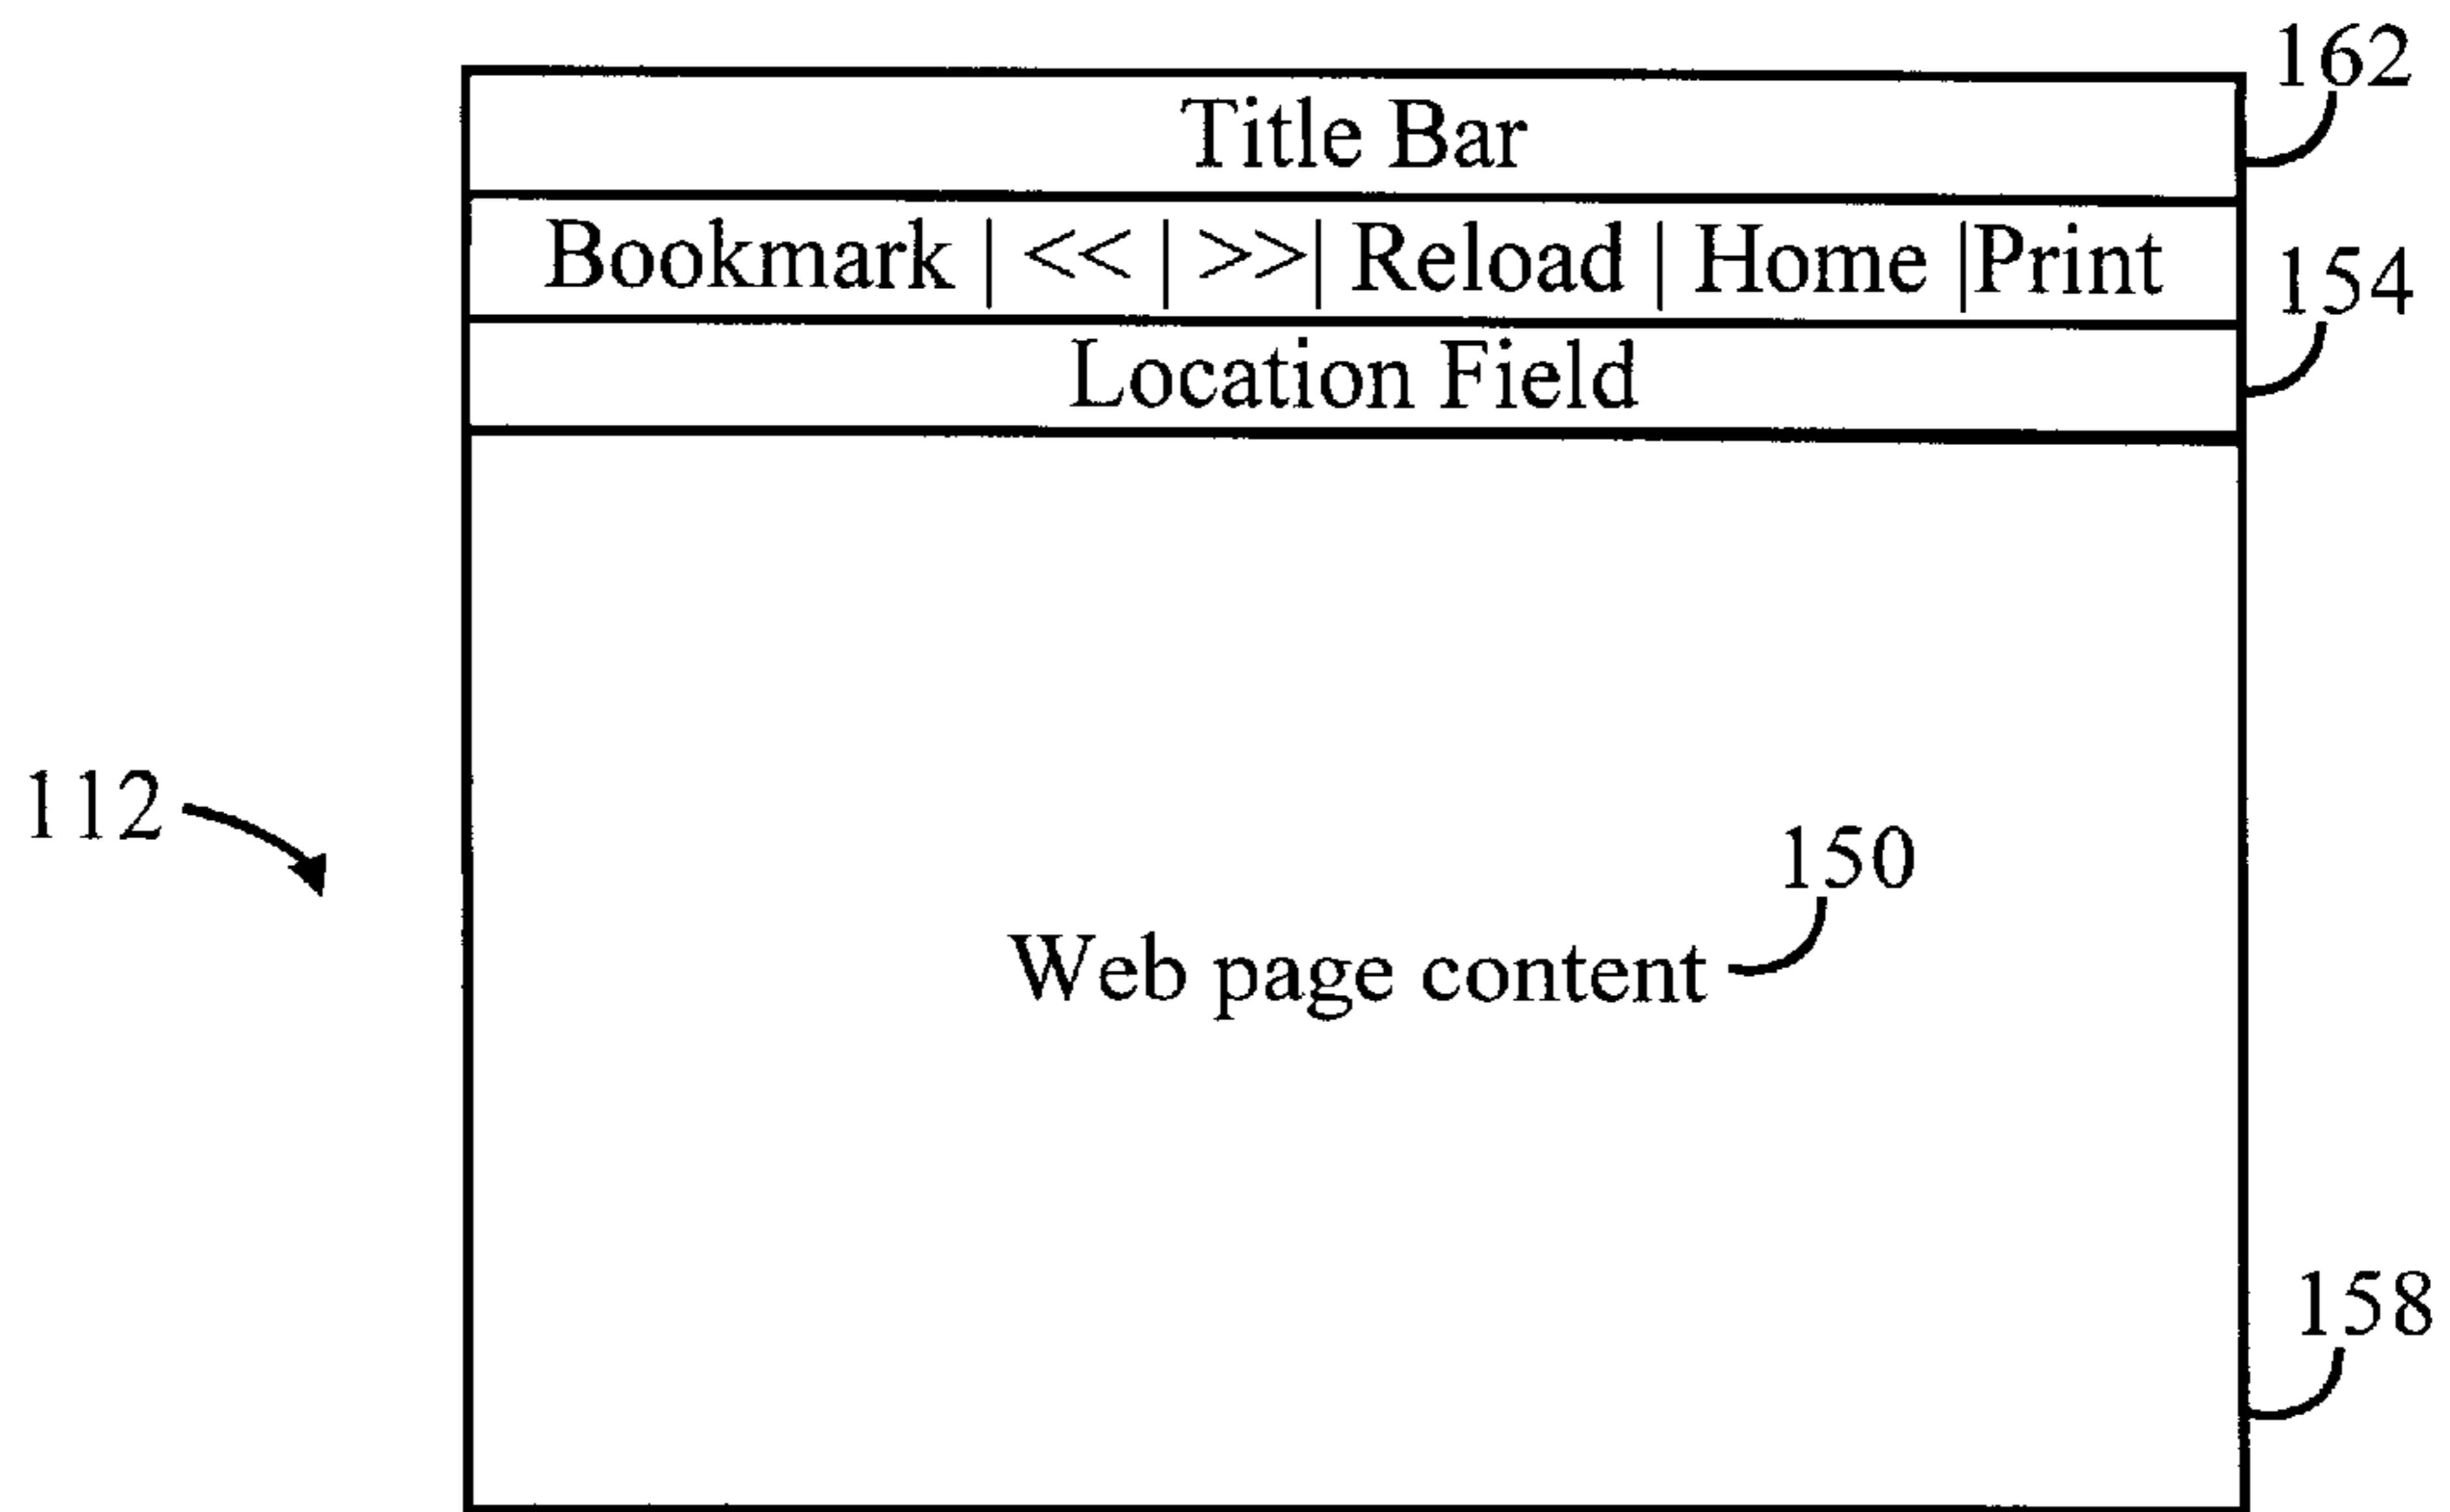 162
Title Bar
Bookmark | << | >>| Reload | Home |Print
154
Location Field
112
150
Web page content
158